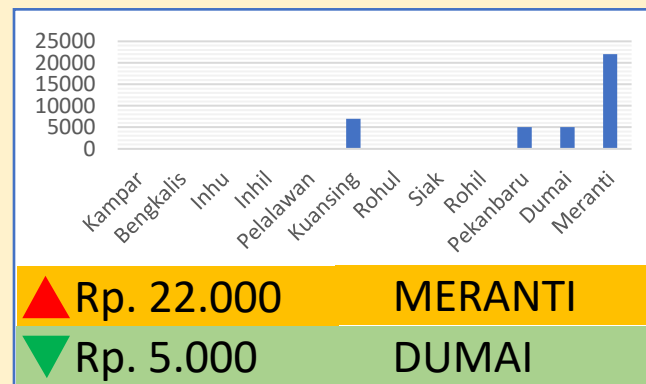 25000
20000
15000
10000
5000
0
Kampar
Bengkalis
Inhu
Inhil
Pelalawan
Kuansing
Rohul
Siak
Rohil
Pekanbaru
Dumai
Meranti
Rp. 22.000 MERANTI
Rp. 5.000 DUMAI